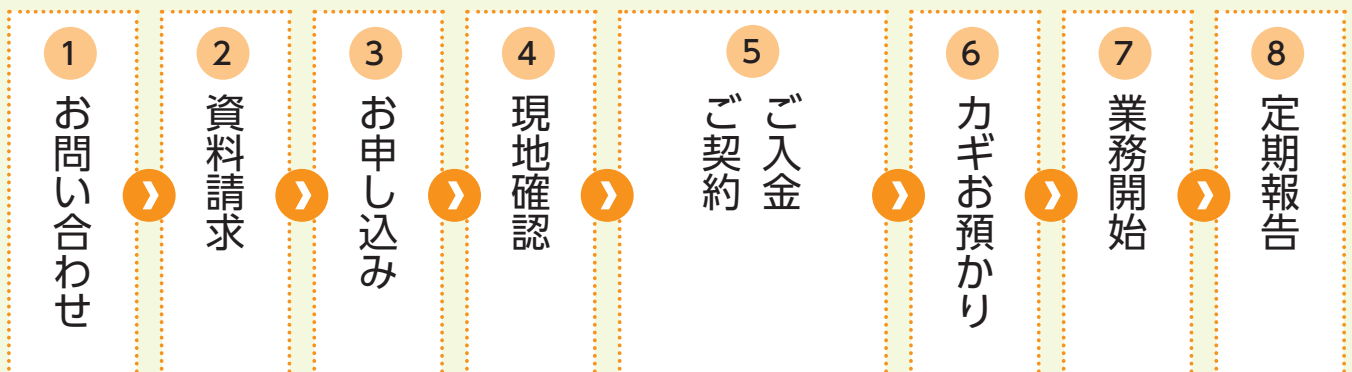 1
お問い合わせ
2
資料請求
3
お申し込み
4
現地確認
5
ご入金
ご契約
6
カギお預かり
7
業務開始
8
定期報告